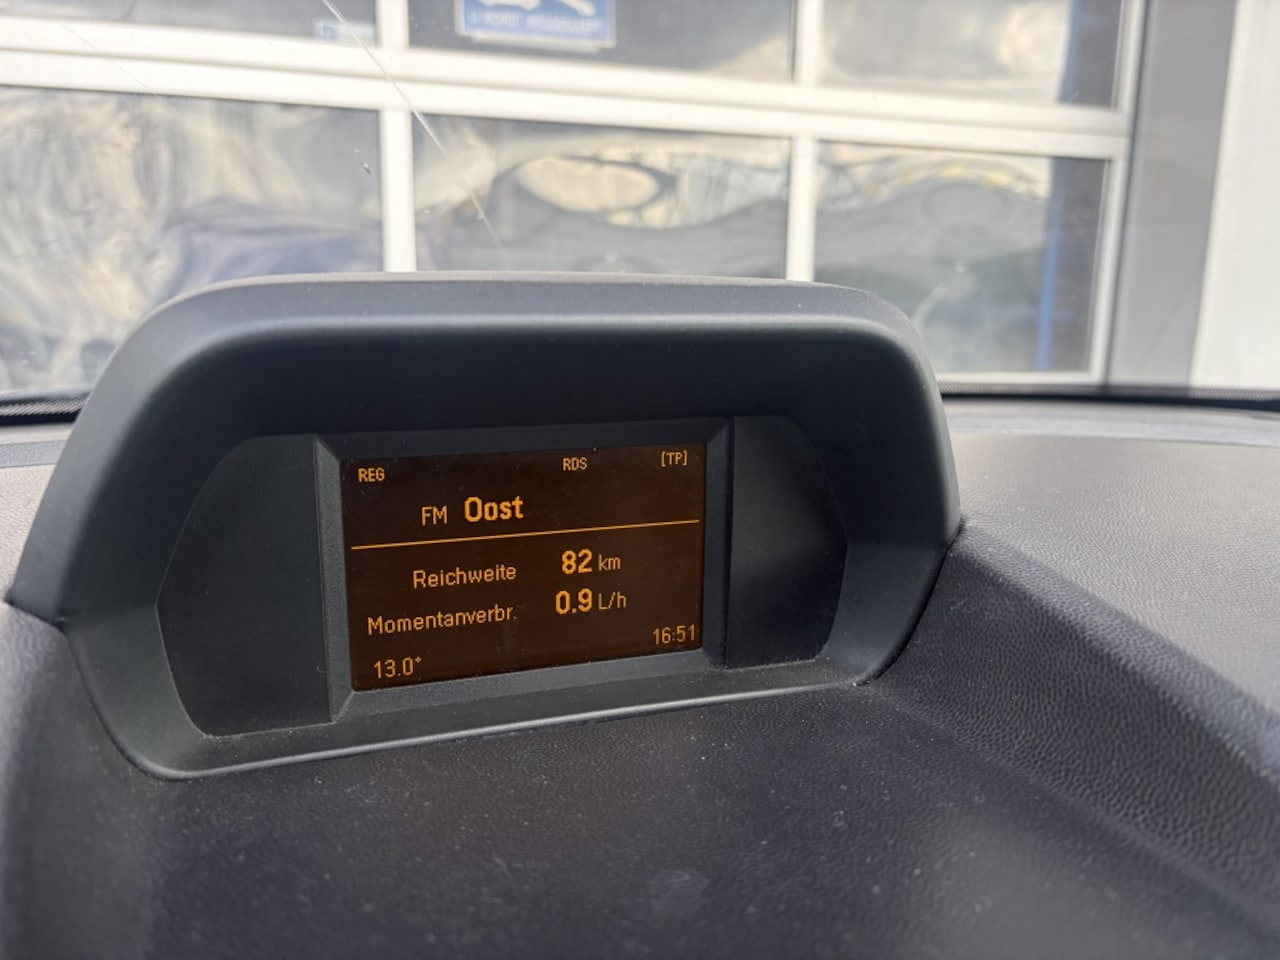 REG RDS [TP]
FM Oost
Reichweite 82 km
Momentanverbr. 0.9 L/h
16:51
13.0°